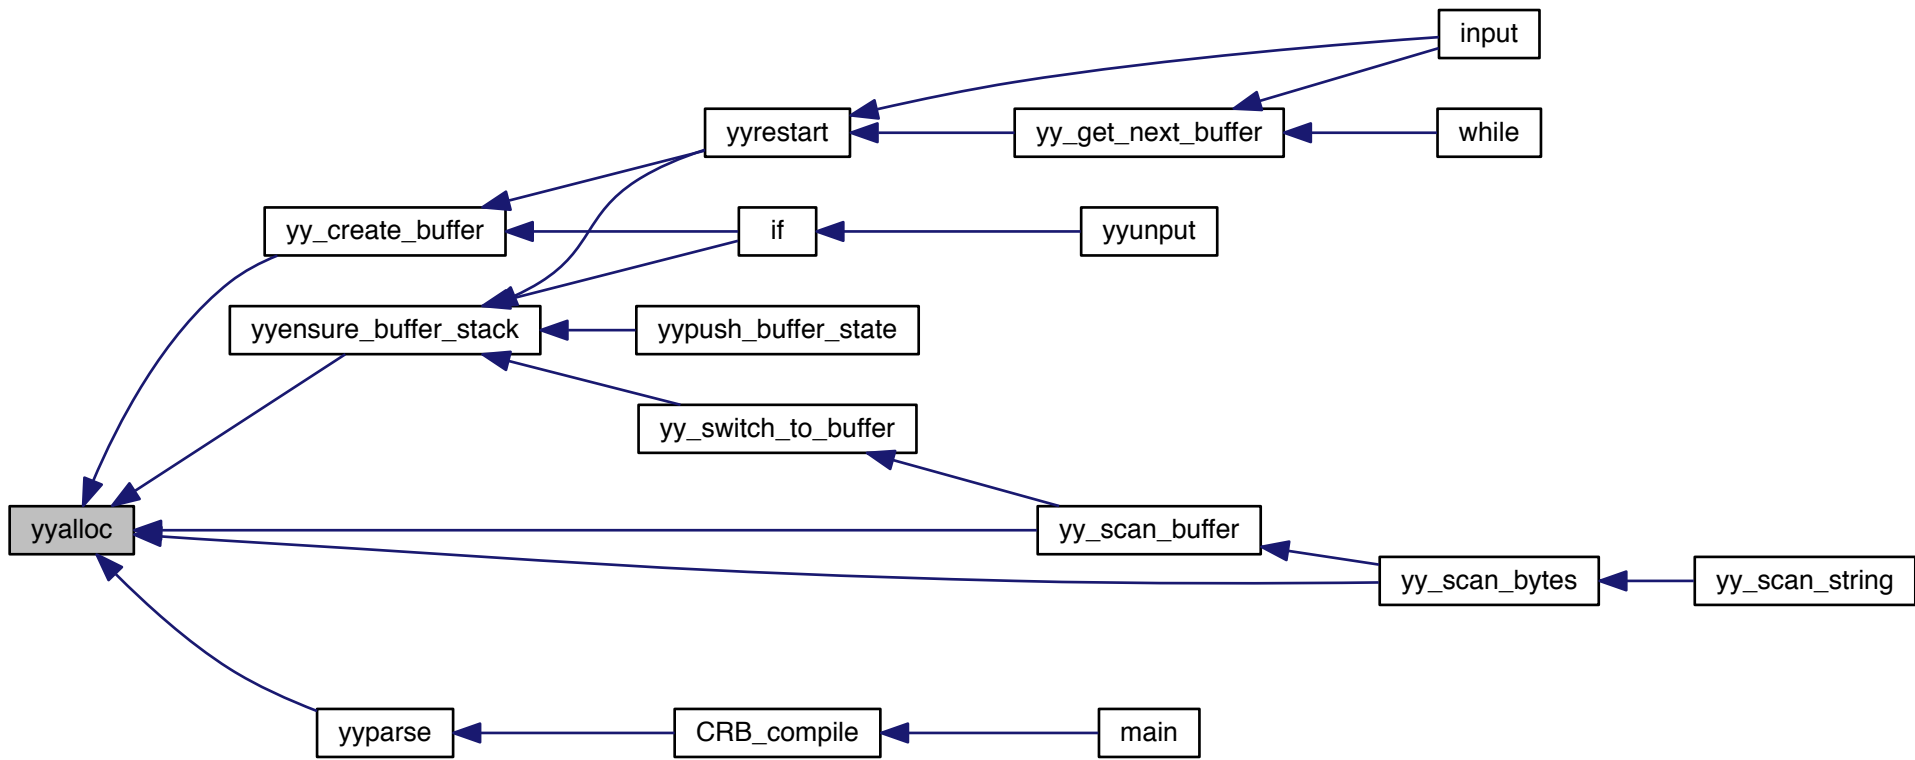 input
yyrestart
yy_get_next_buffer
while
yy_create_buffer
if
yyunput
yyensure_buffer_stack
yypush_buffer_state
yy_switch_to_buffer
yyalloc
yy_scan_buffer
yy_scan_bytes
yy_scan_string
yyparse
CRB_compile
main